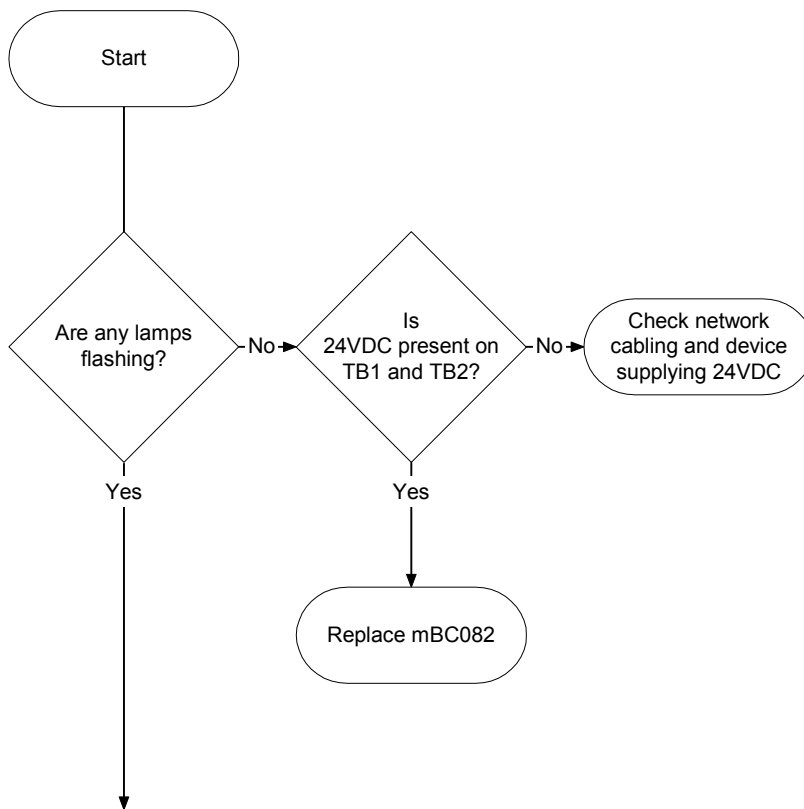 Start
Are any lamps
flashing?
No
Is
24VDC present on
TB1 and TB2?
No
Check network
cabling and device
supplying 24VDC
Yes
Yes
Replace mBC082